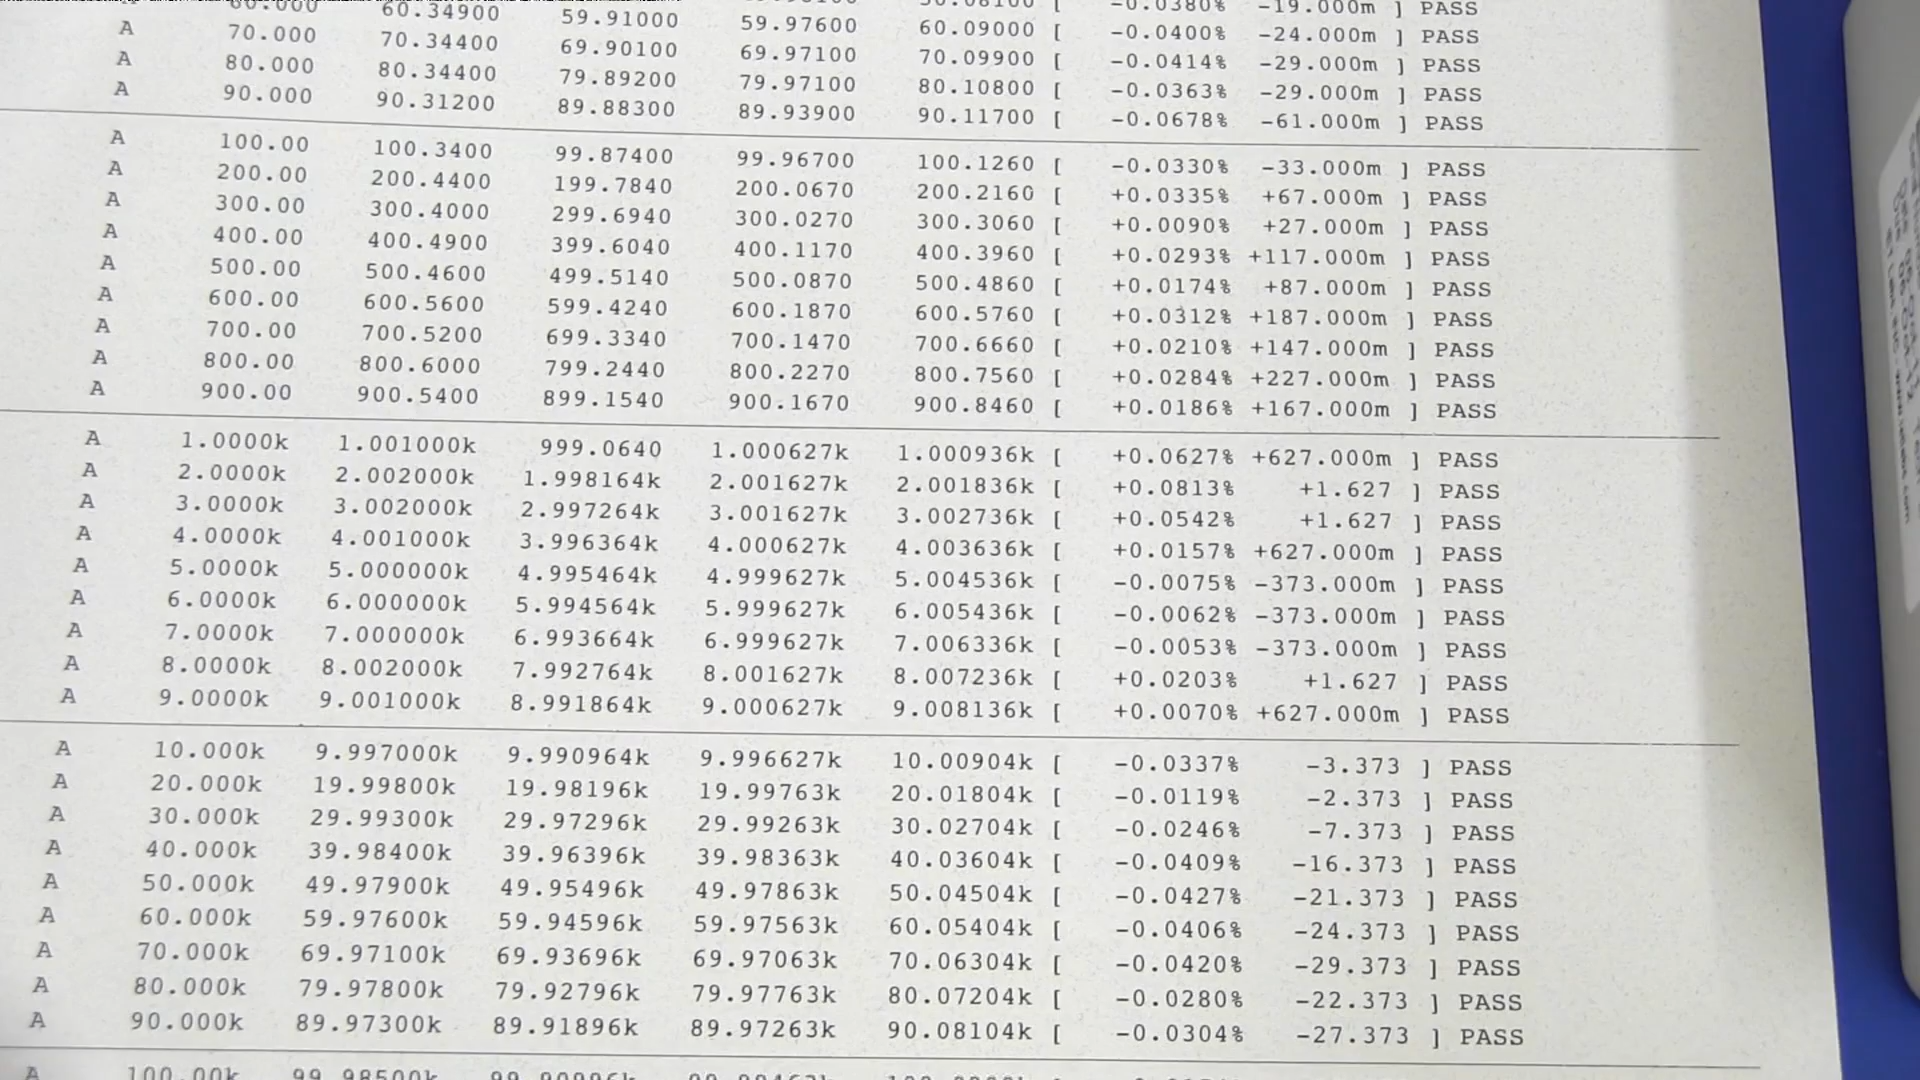 60.34900 59.91000 [ -0.0380% -19.000m ] PASS
A 70.000 70.34400 69.90100 59.97600 60.09000 [ -0.0400% -24.000m ] PASS
A 80.000 80.34400 79.89200 69.97100 70.09900 [ -0.0414% -29.000m ] PASS
A 90.000 90.31200 89.88300 79.97100 80.10800 [ -0.0363% -29.000m ] PASS
89.93900 90.11700 [ -0.0678% -61.000m ] PASS
A 100.00 100.3400 99.87400 99.96700 100.1260 [ -0.0330% -33.000m ] PASS
A 200.00 200.4400 199.7840 200.0670 200.2160 [ +0.0335% +67.000m ] PASS
A 300.00 300.4000 299.6940 300.0270 300.3060 [ +0.0090% +27.000m ] PASS
A 400.00 400.4900 399.6040 400.1170 400.3960 [ +0.0293% +117.000m ] PASS
A 500.00 500.4600 499.5140 500.0870 500.4860 [ +0.0174% +87.000m ] PASS
A 600.00 600.5600 599.4240 600.1870 600.5760 [ +0.0312% +187.000m ] PASS
A 700.00 700.5200 699.3340 700.1470 700.6660 [ +0.0210% +147.000m ] PASS
A 800.00 800.6000 799.2440 800.2270 800.7560 [ +0.0284% +227.000m ] PASS
A 900.00 900.5400 899.1540 900.1670 900.8460 [ +0.0186% +167.000m ] PASS
A 1.0000k 1.001000k 999.0640 1.000627k 1.000936k [ +0.0627% +627.000m ] PASS
A 2.0000k 2.002000k 1.998164k 2.001627k 2.001836k [ +0.0813% +1.627 ] PASS
A 3.0000k 3.002000k 2.997264k 3.001627k 3.002736k [ +0.0542% +1.627 ] PASS
A 4.0000k 4.001000k 3.996364k 4.000627k 4.003636k [ +0.0157% +627.000m ] PASS
A 5.0000k 5.000000k 4.995464k 4.999627k 5.004536k [ -0.0075% -373.000m ] PASS
A 6.0000k 6.000000k 5.994564k 5.999627k 6.005436k [ -0.0062% -373.000m ] PASS
A 7.0000k 7.000000k 6.993664k 6.999627k 7.006336k [ -0.0053% -373.000m ] PASS
A 8.0000k 8.002000k 7.992764k 8.001627k 8.007236k [ +0.0203% +1.627 ] PASS
A 9.0000k 9.001000k 8.991864k 9.000627k 9.008136k [ +0.0070% +627.000m ] PASS
A 10.000k 9.997000k 9.990964k 9.996627k 10.00904k [ -0.0337% -3.373 ] PASS
A 20.000k 19.99800k 19.98196k 19.99763k 20.01804k [ -0.0119% -2.373 ] PASS
A 30.000k 29.99300k 29.97296k 29.99263k 30.02704k [ -0.0246% -7.373 ] PASS
A 40.000k 39.98400k 39.96396k 39.98363k 40.03604k [ -0.0409% -16.373 ] PASS
A 50.000k 49.97900k 49.95496k 49.97863k 50.04504k [ -0.0427% -21.373 ] PASS
A 60.000k 59.97600k 59.94596k 59.97563k 60.05404k [ -0.0406% -24.373 ] PASS
A 70.000k 69.97100k 69.93696k 69.97063k 70.06304k [ -0.0420% -29.373 ] PASS
A 80.000k 79.97800k 79.92796k 79.97763k 80.07204k [ -0.0280% -22.373 ] PASS
A 90.000k 89.97300k 89.91896k 89.97263k 90.08104k [ -0.0304% -27.373 ] PASS
A 100.00k 99.98500k